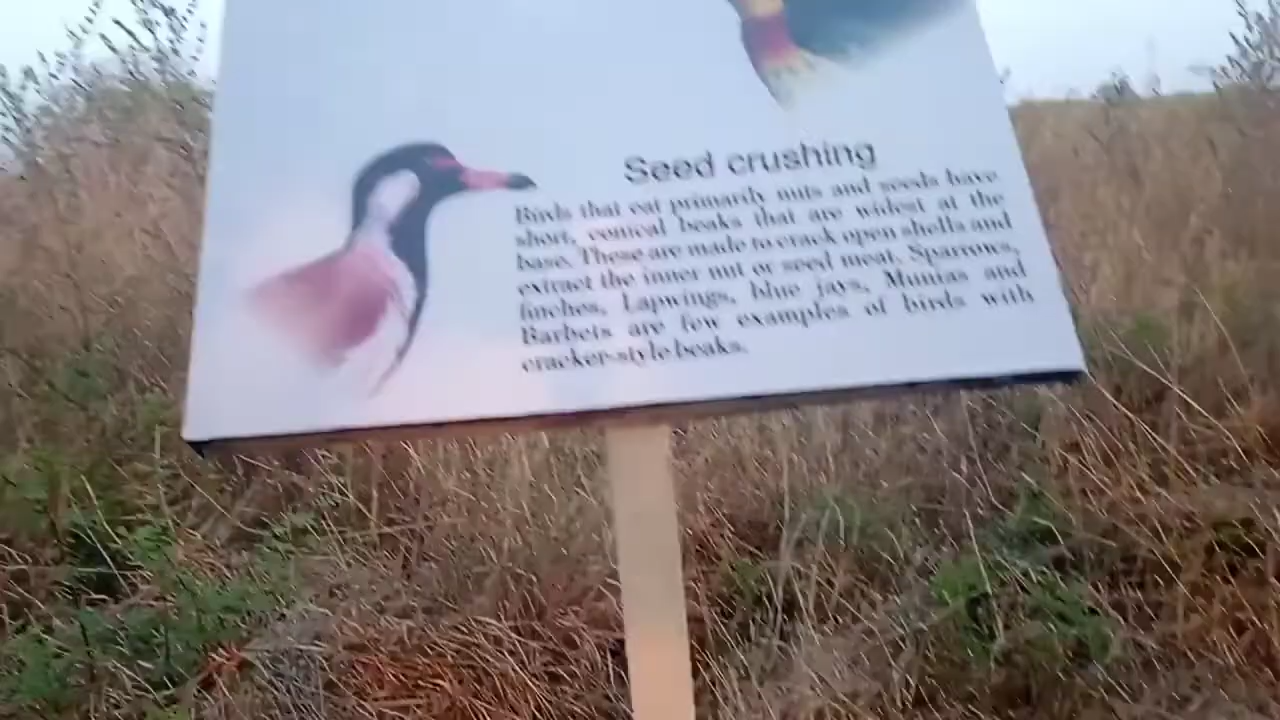 Seed crushing
Birds that eat primarily nuts and seeds have
short, conical beaks that are widest at the
base. These are made to crack open shells and
extract the inner nut or seed meat. Sparrows,
finches, Lapwings, blue jays, Munias and
Barbets are few examples of birds with
cracker-style beaks.